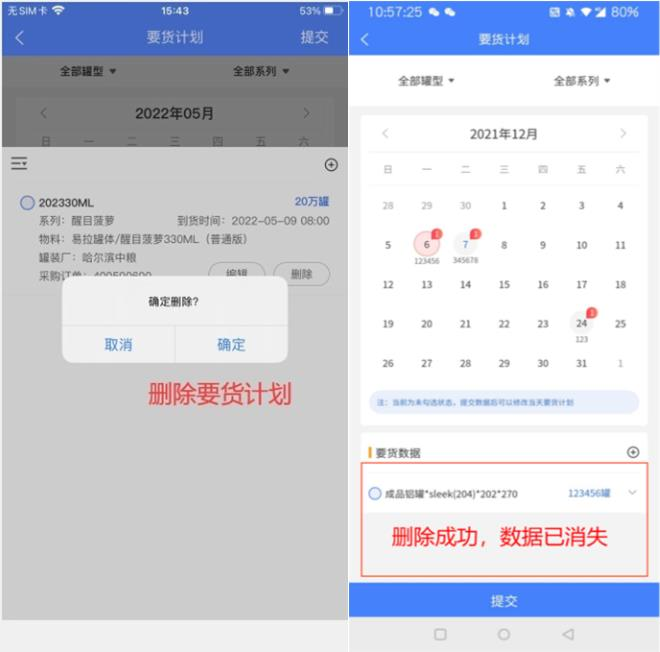 无SIM卡 15:43 53%
要货计划 提交
全部罐型 全部系列
2022年05月
日 一 二 三 四 五 六
202330ML 20万罐
系列：醒目菠萝 到货时间：2022-05-09 08:00
物料：易拉罐体/醒目菠萝330ML（普通版）
罐装厂：哈尔滨中粮
采购订单：400500600 编辑 删除
确定删除?
取消 确定
删除要货计划
10:57:25 80%
要货计划
全部罐型 全部系列
2021年12月
日 一 二 三 四 五 六
28 29 30 1 2 3 4
5 6 1 7 1 8 9 10 11
123456 345678
12 13 14 15 16 17 18
19 20 21 22 23 24 1 25
123
26 27 28 29 30 31 1
注：当前为未勾选状态，提交数据后可以修改当天要货计划
要货数据
成品铝罐*sleek(204)*202*270 123456罐
删除成功，数据已消失
提交